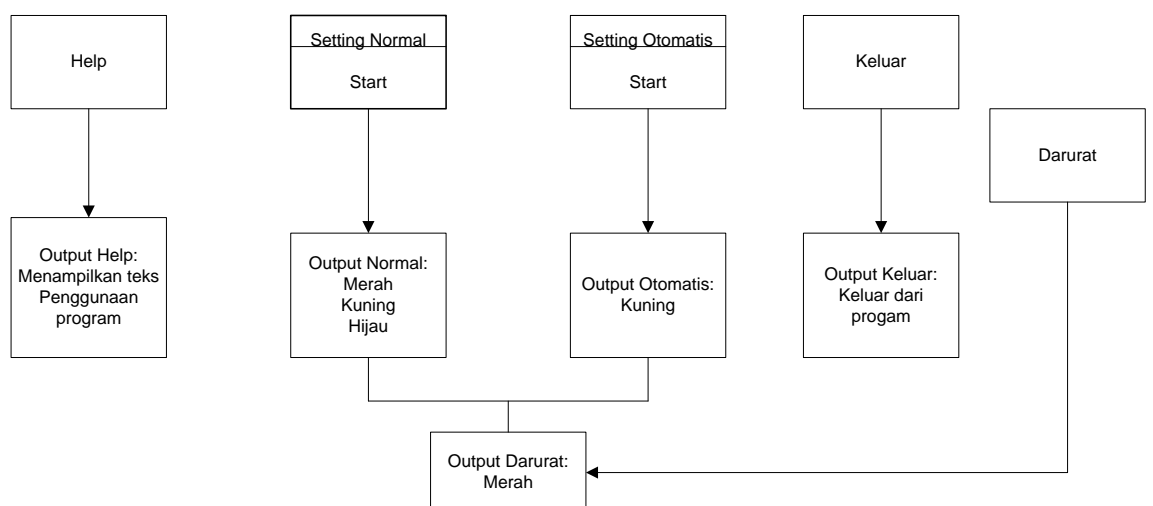 Help
Setting Normal
Start
Setting Otomatis
Start
Keluar
Darurat
Output Help:
Menampilkan teks
Penggunaan
program
Output Normal:
Merah
Kuning
Hijau
Output Otomatis:
Kuning
Output Keluar:
Keluar dari
progam
Output Darurat:
Merah